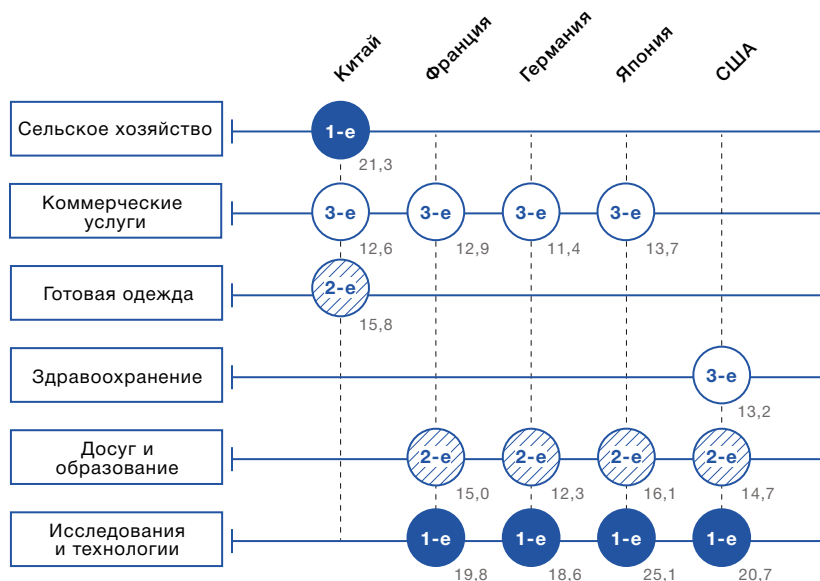 Китай
Франция
Германия
Япония
США
Сельское хозяйство
1-е
21,3
Коммерческие
услуги
3-е
3-е
3-е
3-е
12,6
12,9
11,4
13,7
Готовая одежда
2-е
15,8
Здравоохранение
3-е
13,2
Досуг и
образование
2-е
2-е
2-е
2-е
15,0
12,3
16,1
14,7
Исследования
и технологии
1-е
1-е
1-е
1-е
19,8
18,6
25,1
20,7